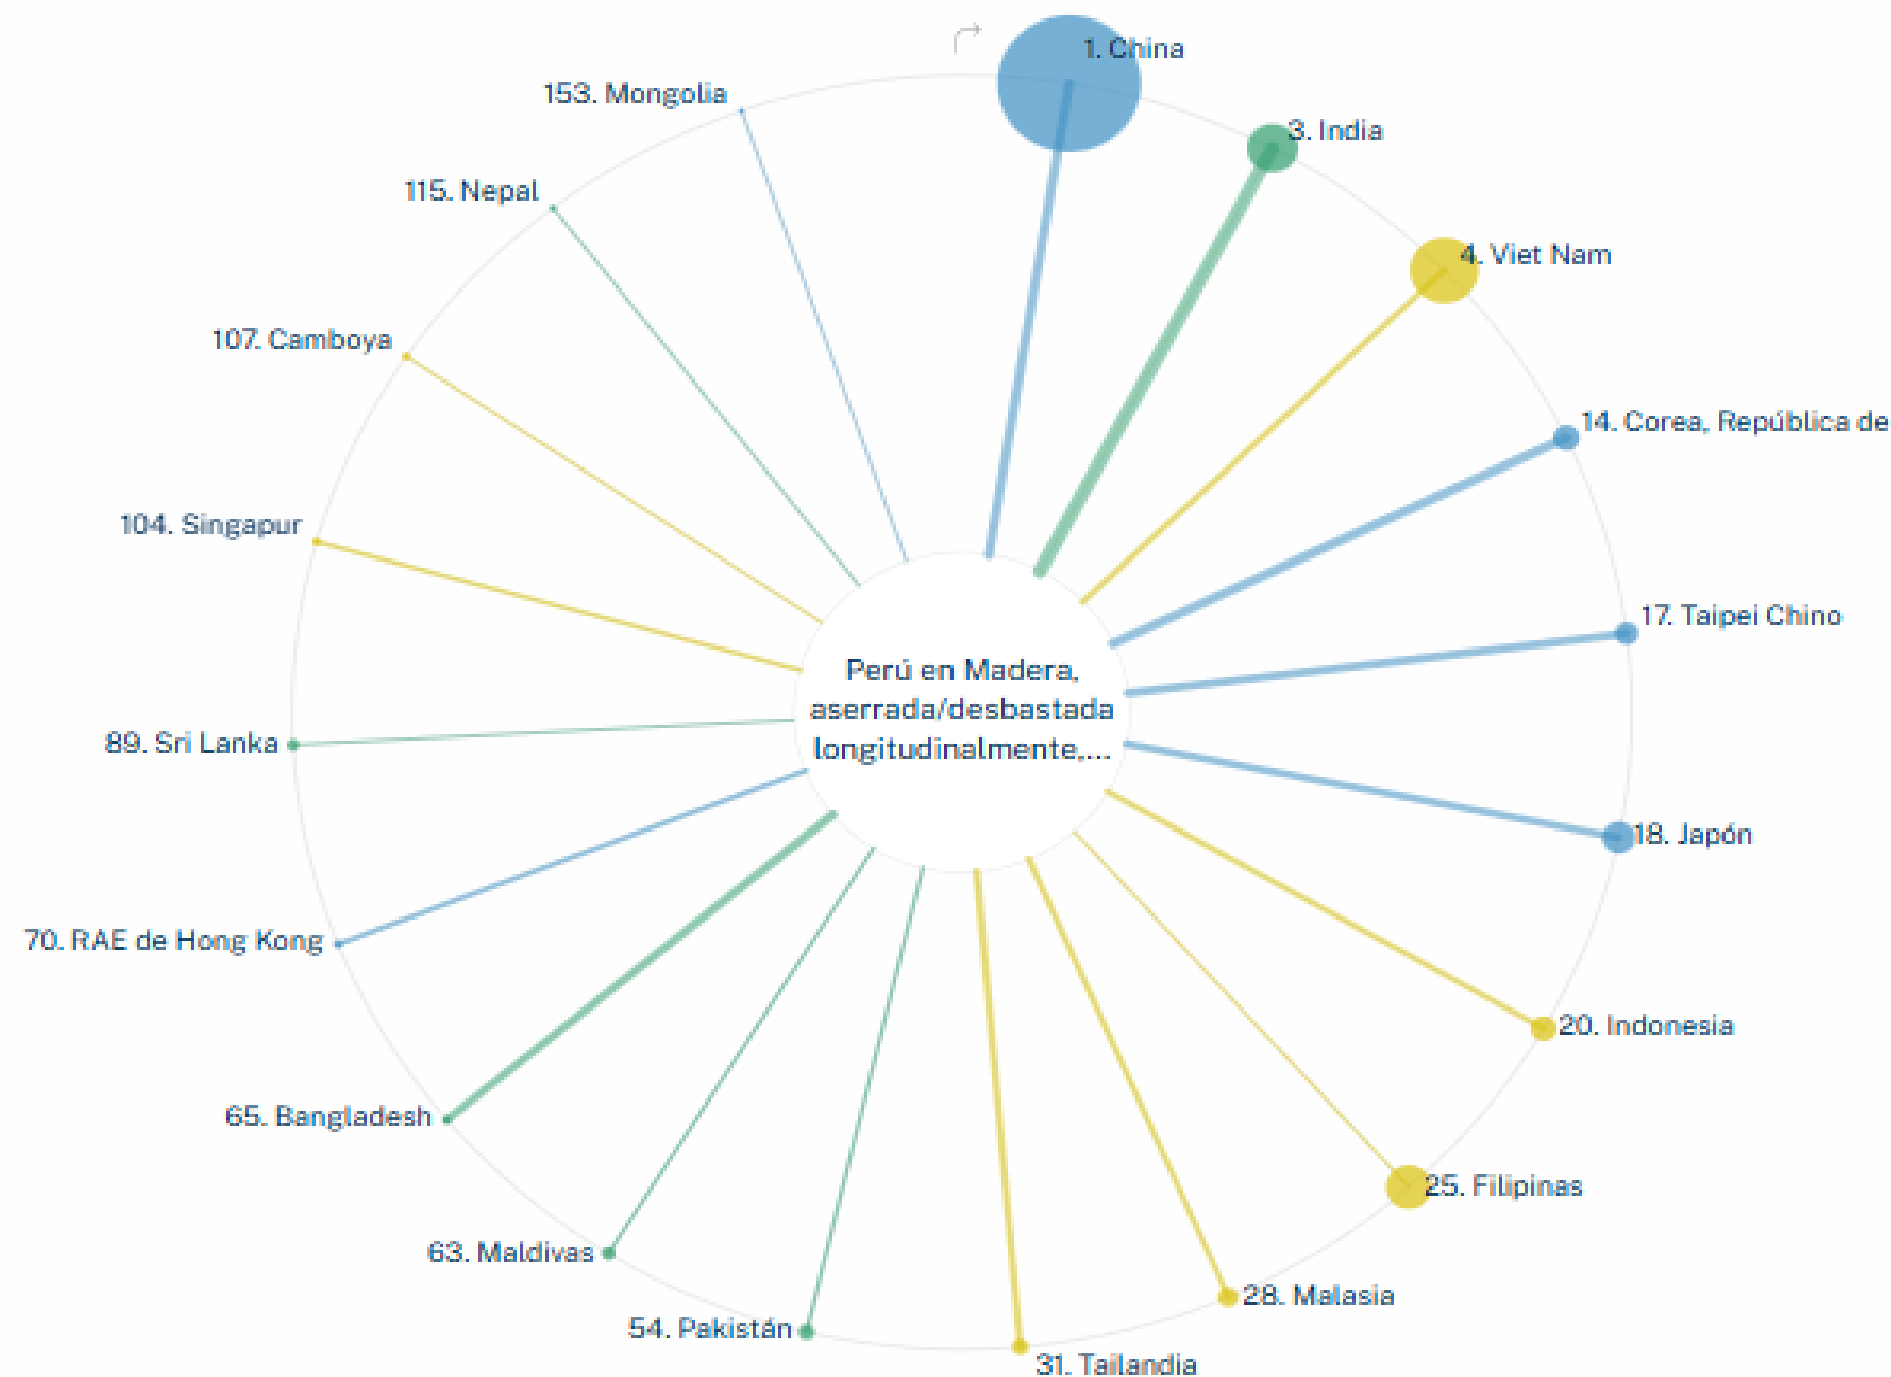 1. China
3. India
4. Viet Nam
14. Corea, República de
17. Taipei Chino
18. Japón
20. Indonesia
25. Filipinas
28. Malasia
31. Tailandia
54. Pakistán
63. Maldivas
65. Bangladesh
70. RAE de Hong Kong
89. Sri Lanka
104. Singapur
107. Camboya
115. Nepal
153. Mongolia
Perú en Madera,
aserrada/desbastada
longitudinalmente,...